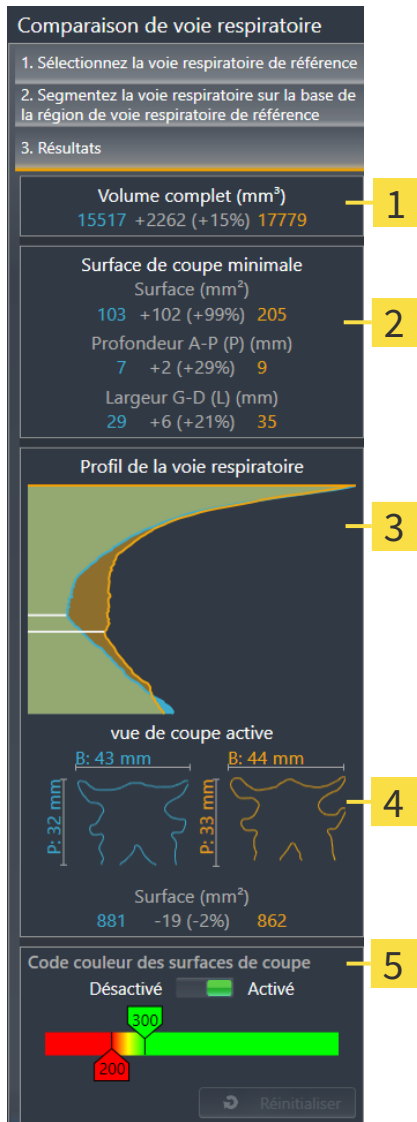 Comparaison de voie respiratoire
1. Sélectionnez la voie respiratoire de référence
2. Segmentez la voie respiratoire sur la base de
la région de voie respiratoire de référence
3. Résultats
Volume complet (mm³)
15517 +2262 (+15%) 17779
1
Surface de coupe minimale
Surface (mm²)
103 +102 (+99%) 205
2
Profondeur A-P (P) (mm)
7 +2 (+29%) 9
Largeur G-D (L) (mm)
29 +6 (+21%) 35
Profil de la voie respiratoire
3
vue de coupe active
B: 43 mm B: 44 mm
P: 32 mm P: 33 mm
4
Surface (mm²)
881 -19 (-2%) 862
Code couleur des surfaces de coupe
5
Désactivé Activé
300
200
Réinitialiser